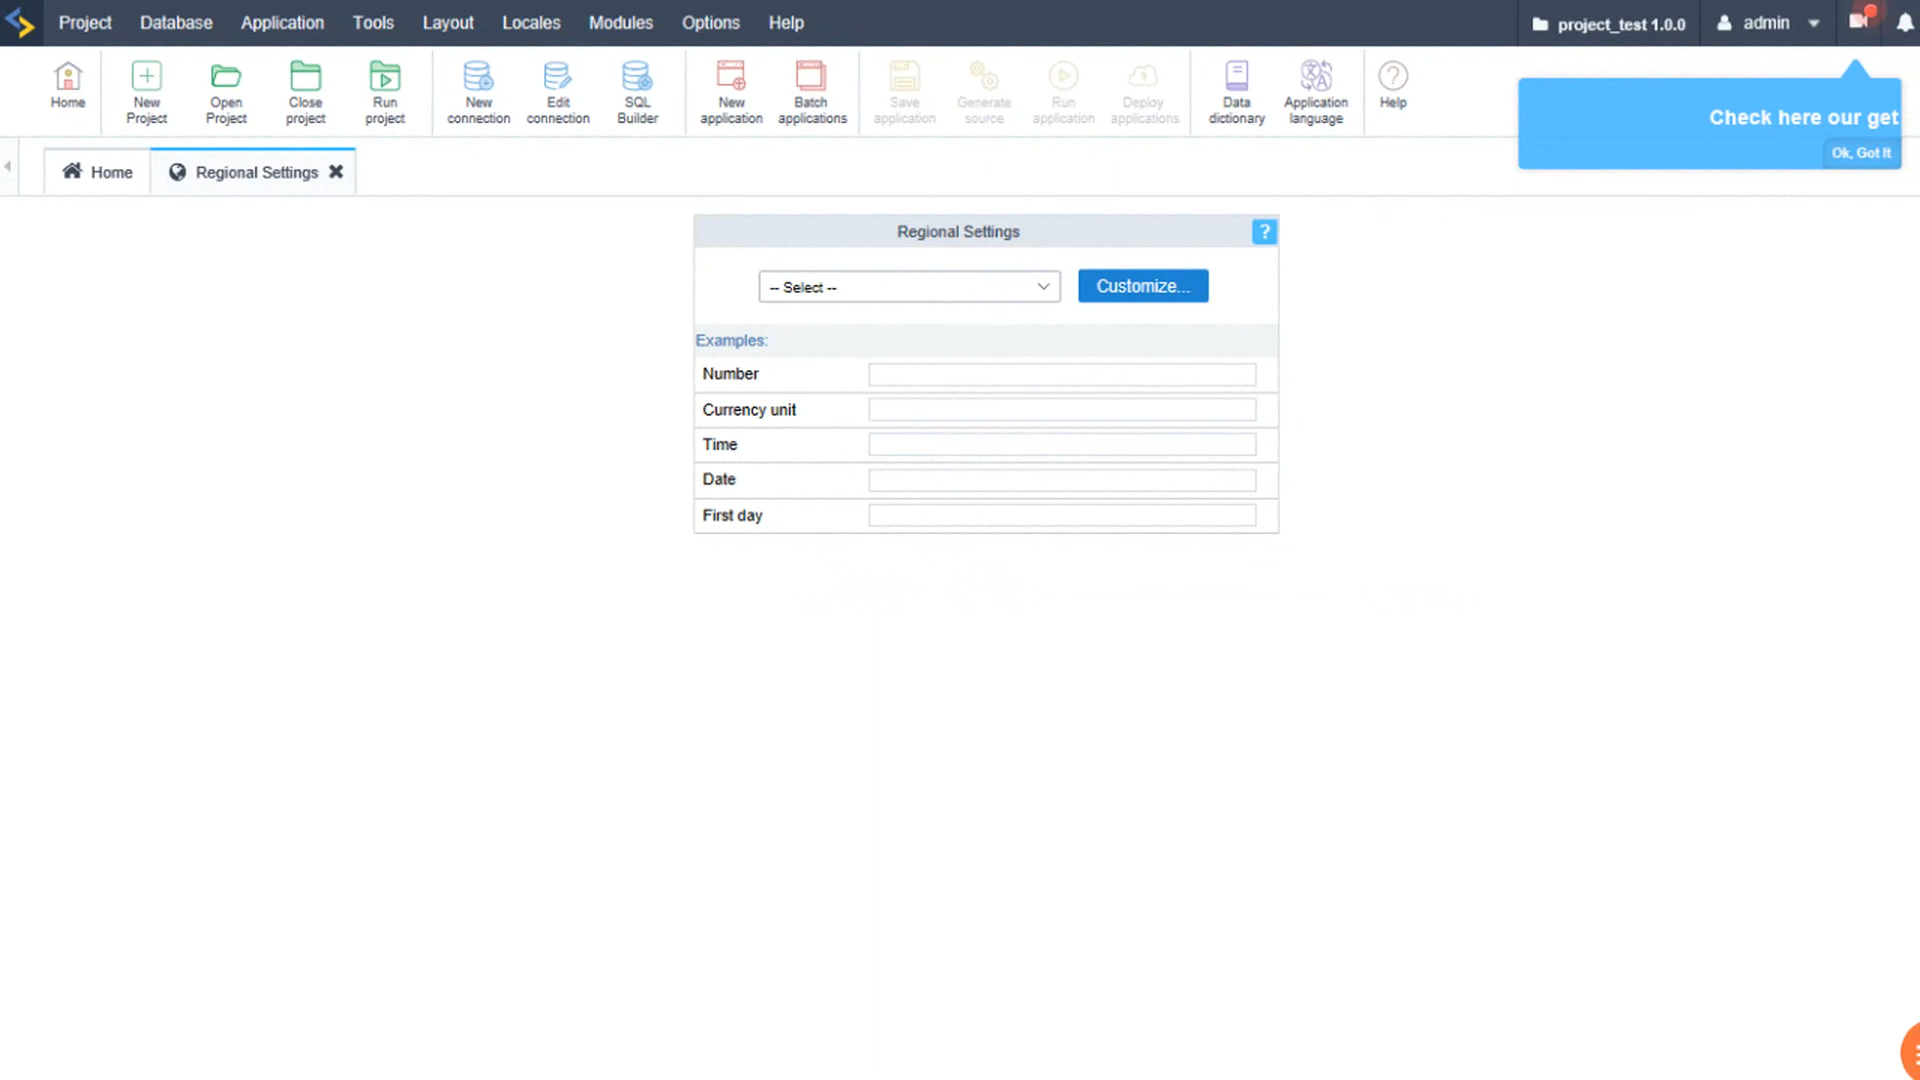 Project Database Application Tools Layout Locales Modules Options Help project_test 1.0.0 admin
Home New Project Open Project Close project Run project New connection Edit connection SQL Builder New application Batch applications Save application Generate source Run application Deploy applications Data dictionary Application language Help
Check here our get
Ok, Got It
Home Regional Settings
Regional Settings ?
-- Select -- Customize...
Examples:
Number
Currency unit
Time
Date
First day